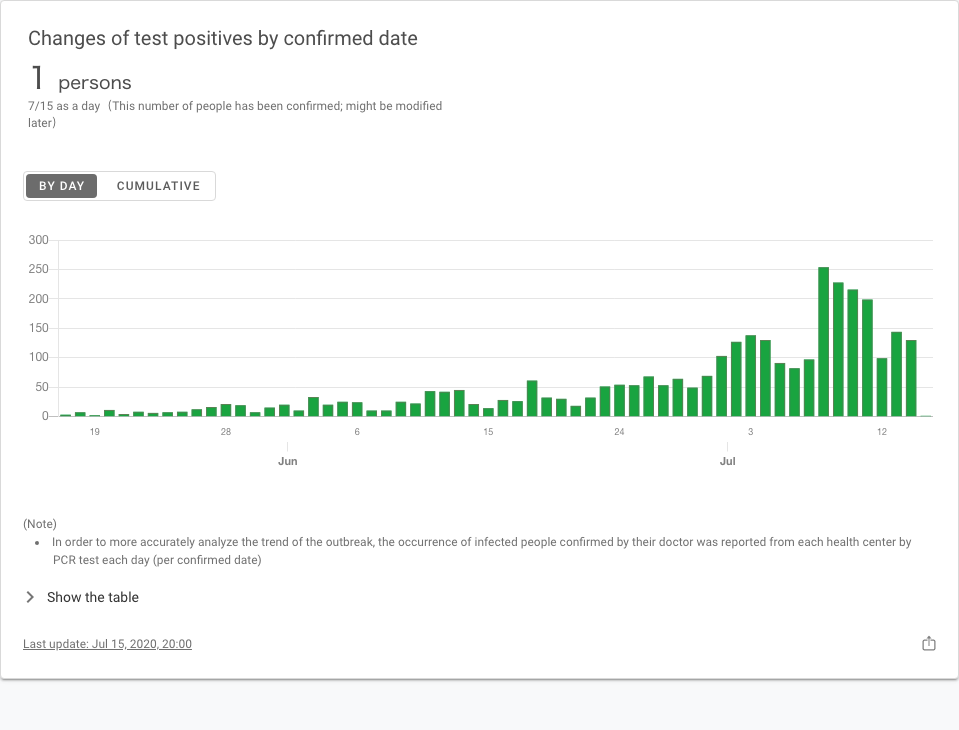 Changes of test positives by confirmed date
1 persons
7/15 as a day（This number of people has been confirmed; might be modified
later）
BY DAY CUMULATIVE
300
250
200
150
100
50
0
19 28 6 15 24 3 12
Jun Jul
(Note)
• In order to more accurately analyze the trend of the outbreak, the occurrence of infected people confirmed by their doctor was reported from each health center by
PCR test each day (per confirmed date)
Show the table
Last update: Jul 15, 2020, 20:00